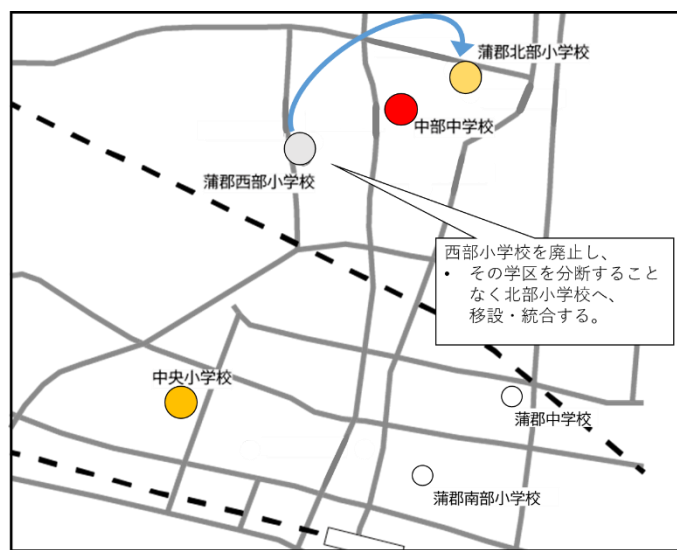 蒲郡北部小学校
中部中学校
蒲郡西部小学校
西部小学校を廃止し、
• その学区を分断すること
なく北部小学校へ、
移設・統合する。
中央小学校
蒲郡中学校
蒲郡南部小学校